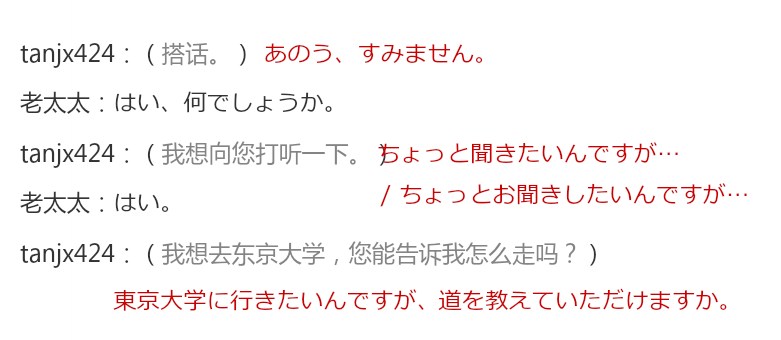 tanjx424：（搭话。） あのう、すみません。
老太太：はい、何でしょうか。
tanjx424：（我想向您打听一下。） ちょっと聞きたいんですが…
/ ちょっとお聞きしたいんですが…
老太太：はい。
tanjx424：（我想去东京大学，您能告诉我怎么走吗？）
東京大学に行きたいんですが、道を教えていただけますか。